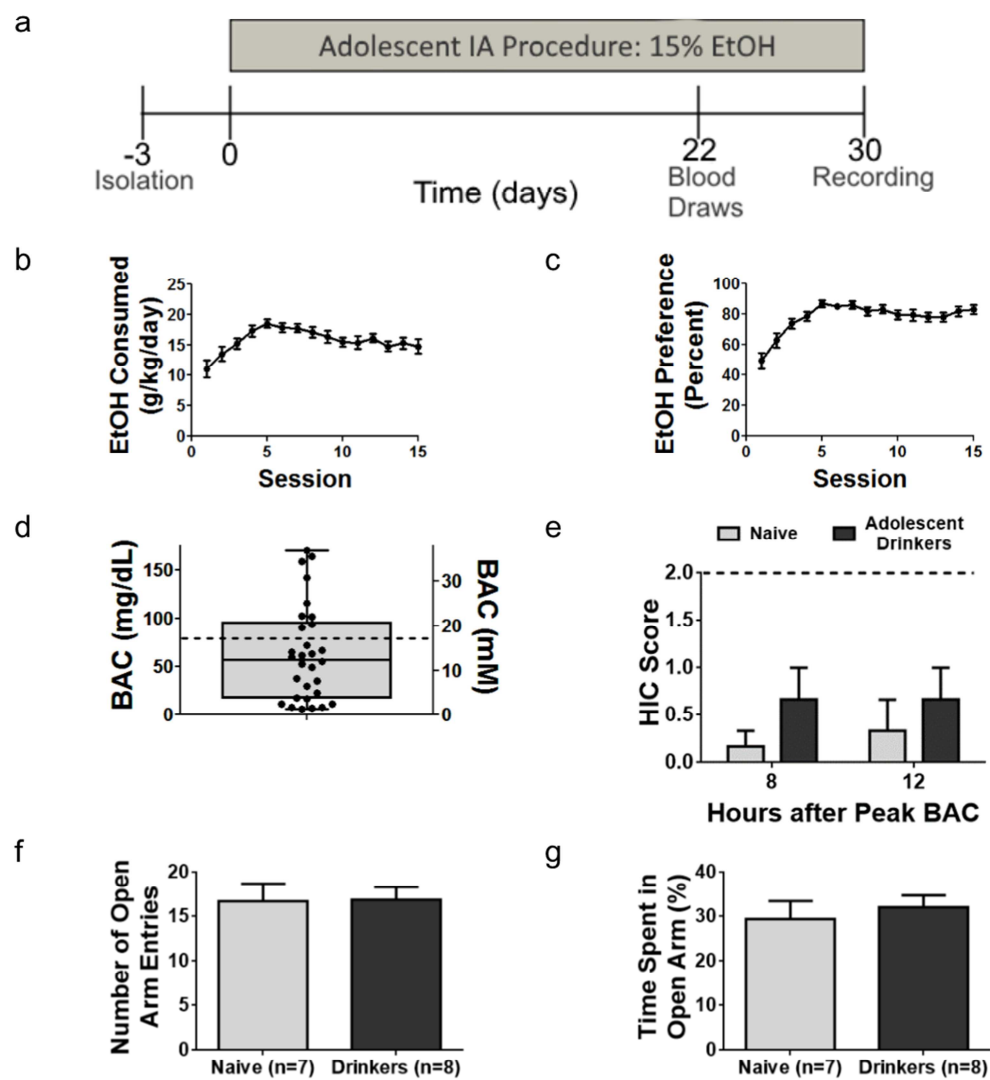 a
Adolescent IA Procedure: 15% EtOH
-3
0
22
30
Isolation
Time (days)
Blood
Draws
Recording
b
EtOH Consumed
(g/kg/day)
25
20
15
10
5
0
0
5
10
15
Session
c
EtOH Preference
(Percent)
100
80
60
40
20
0
0
5
10
15
Session
d
BAC (mg/dL)
150
100
50
0
30
20
10
0
BAC (mM)
e
Naive
Adolescent
Drinkers
HIC Score
2.0
1.0
0.5
0.0
8
12
Hours after Peak BAC
f
Number of Open
Arm Entries
20
15
10
5
0
Naive (n=7)
Drinkers (n=8)
g
Time Spent in
Open Arm (%)
40
30
20
10
0
Naive (n=7)
Drinkers (n=8)